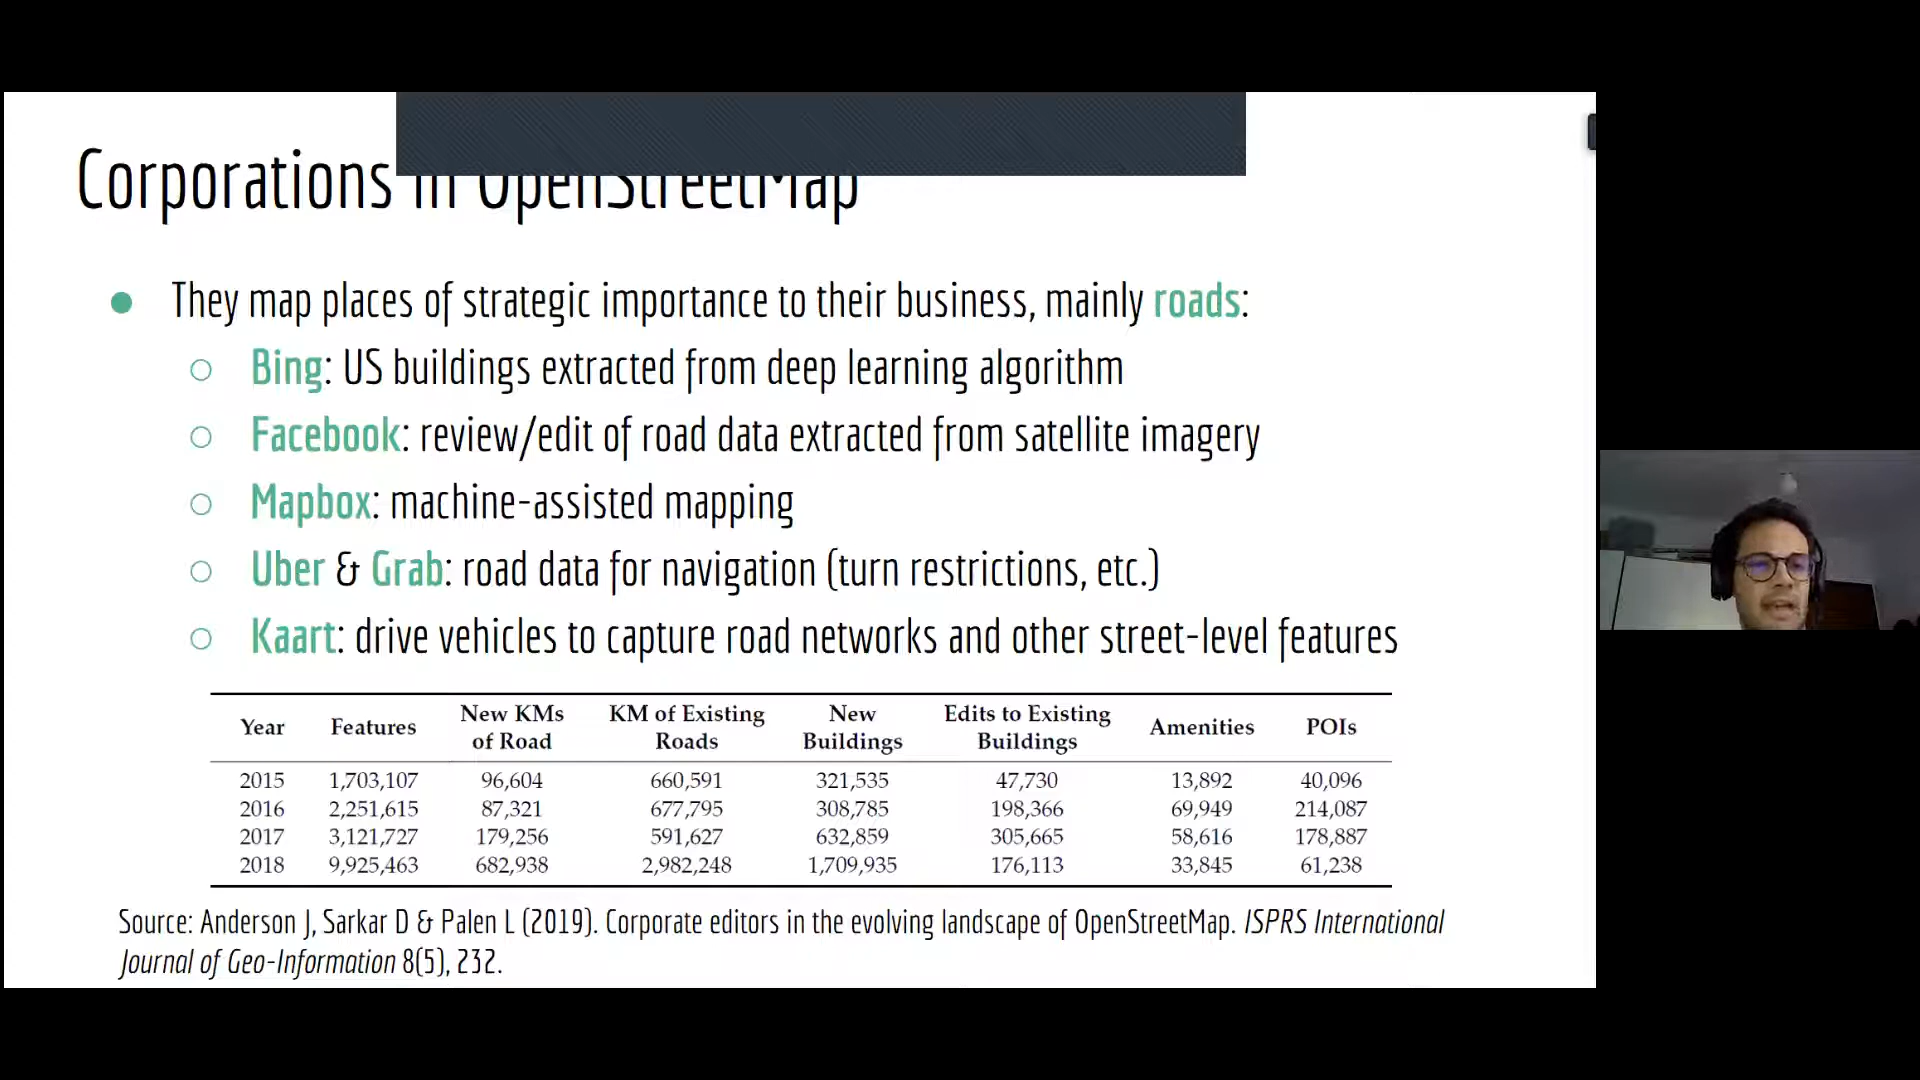 Corporations in OpenStreetMap
They map places of strategic importance to their business, mainly roads:
Bing: US buildings extracted from deep learning algorithm
Facebook: review/edit of road data extracted from satellite imagery
Mapbox: machine-assisted mapping
Uber & Grab: road data for navigation (turn restrictions, etc.)
Kaart: drive vehicles to capture road networks and other street-level features
Year Features New KMs of Road KM of Existing Roads New Buildings Edits to Existing Buildings Amenities POIs
2015 1,703,107 96,604 660,591 321,535 47,730 13,892 40,096
2016 2,251,615 87,321 677,795 308,785 198,366 69,949 214,087
2017 3,121,727 179,256 591,627 632,859 305,665 58,616 178,887
2018 9,925,463 682,938 2,982,248 1,709,935 176,113 33,845 61,238
Source: Anderson J, Sarkar D & Palen L (2019). Corporate editors in the evolving landscape of OpenStreetMap. ISPRS International
Journal of Geo-Information 8(5), 232.